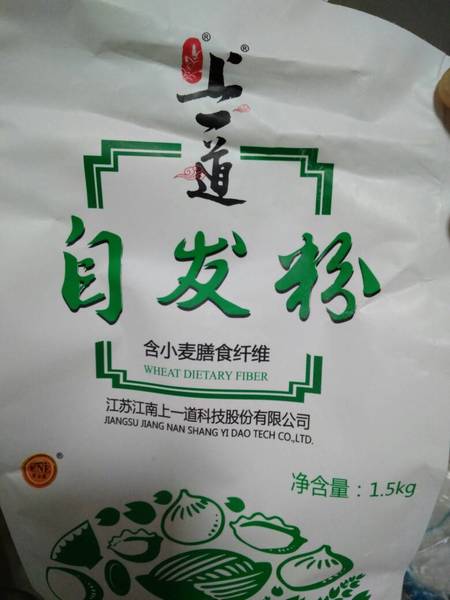 上一道
自发粉
含小麦膳食纤维
WHEAT DIETARY FIBER
江苏江南上一道科技股份有限公司
JIANGSU JIANG NAN SHANG YI DAO TECH CO.,LTD.
净含量：1.5kg